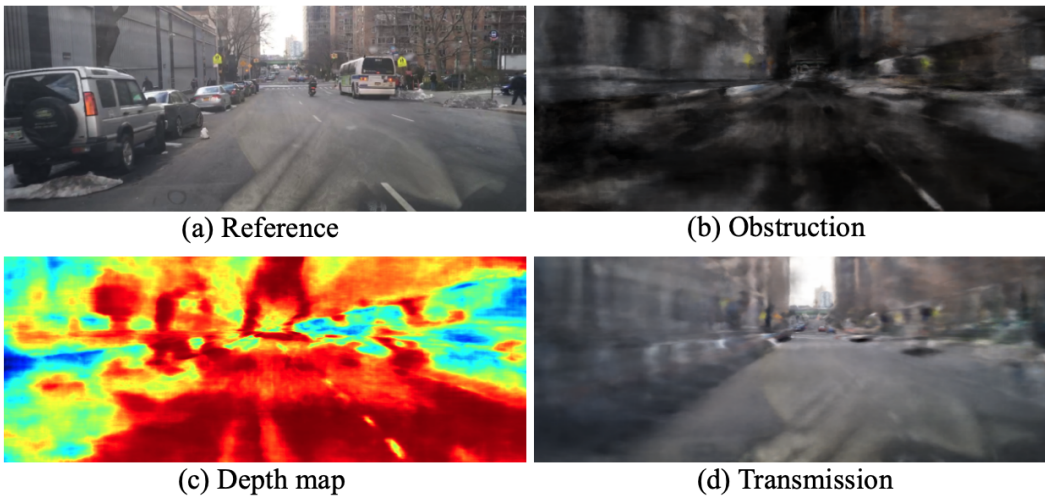 (a) Reference
(b) Obstruction
(c) Depth map
(d) Transmission